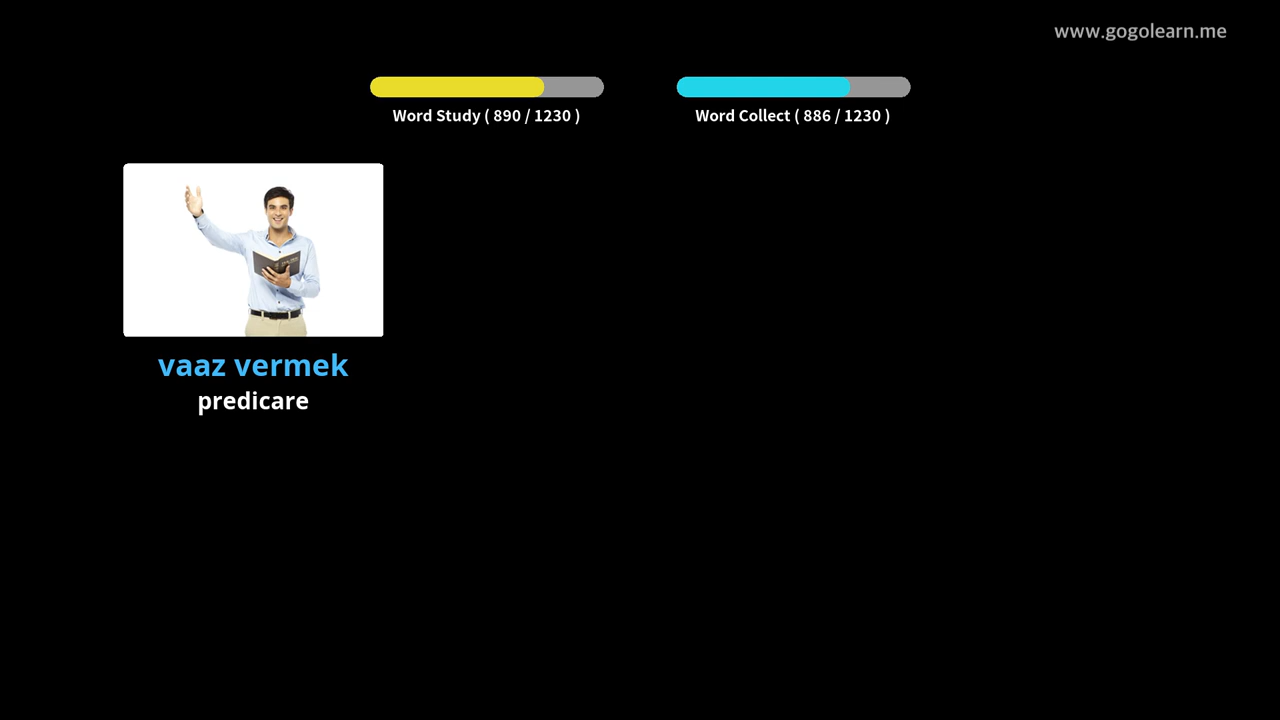 www.gogolearn.me
Word Study ( 890 / 1230 )
Word Collect ( 886 / 1230 )
vaaz vermek
predicare